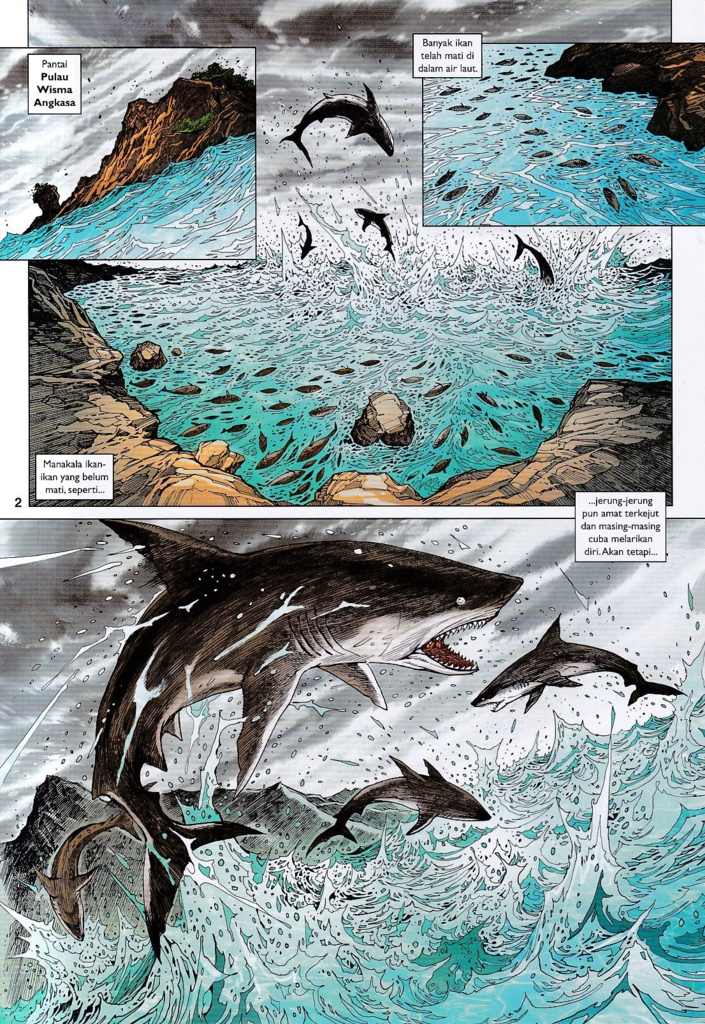 Pantai
Pulau
Wisma
Angkasa
Banyak ikan
telah mati di
dalam air laut.
Manakala ikan-
ikan yang belum
mati, seperti...
2
...jerung-jerung
pun amat terkejut
dan masing-masing
cuba melarikan
diri. Akan tetapi...